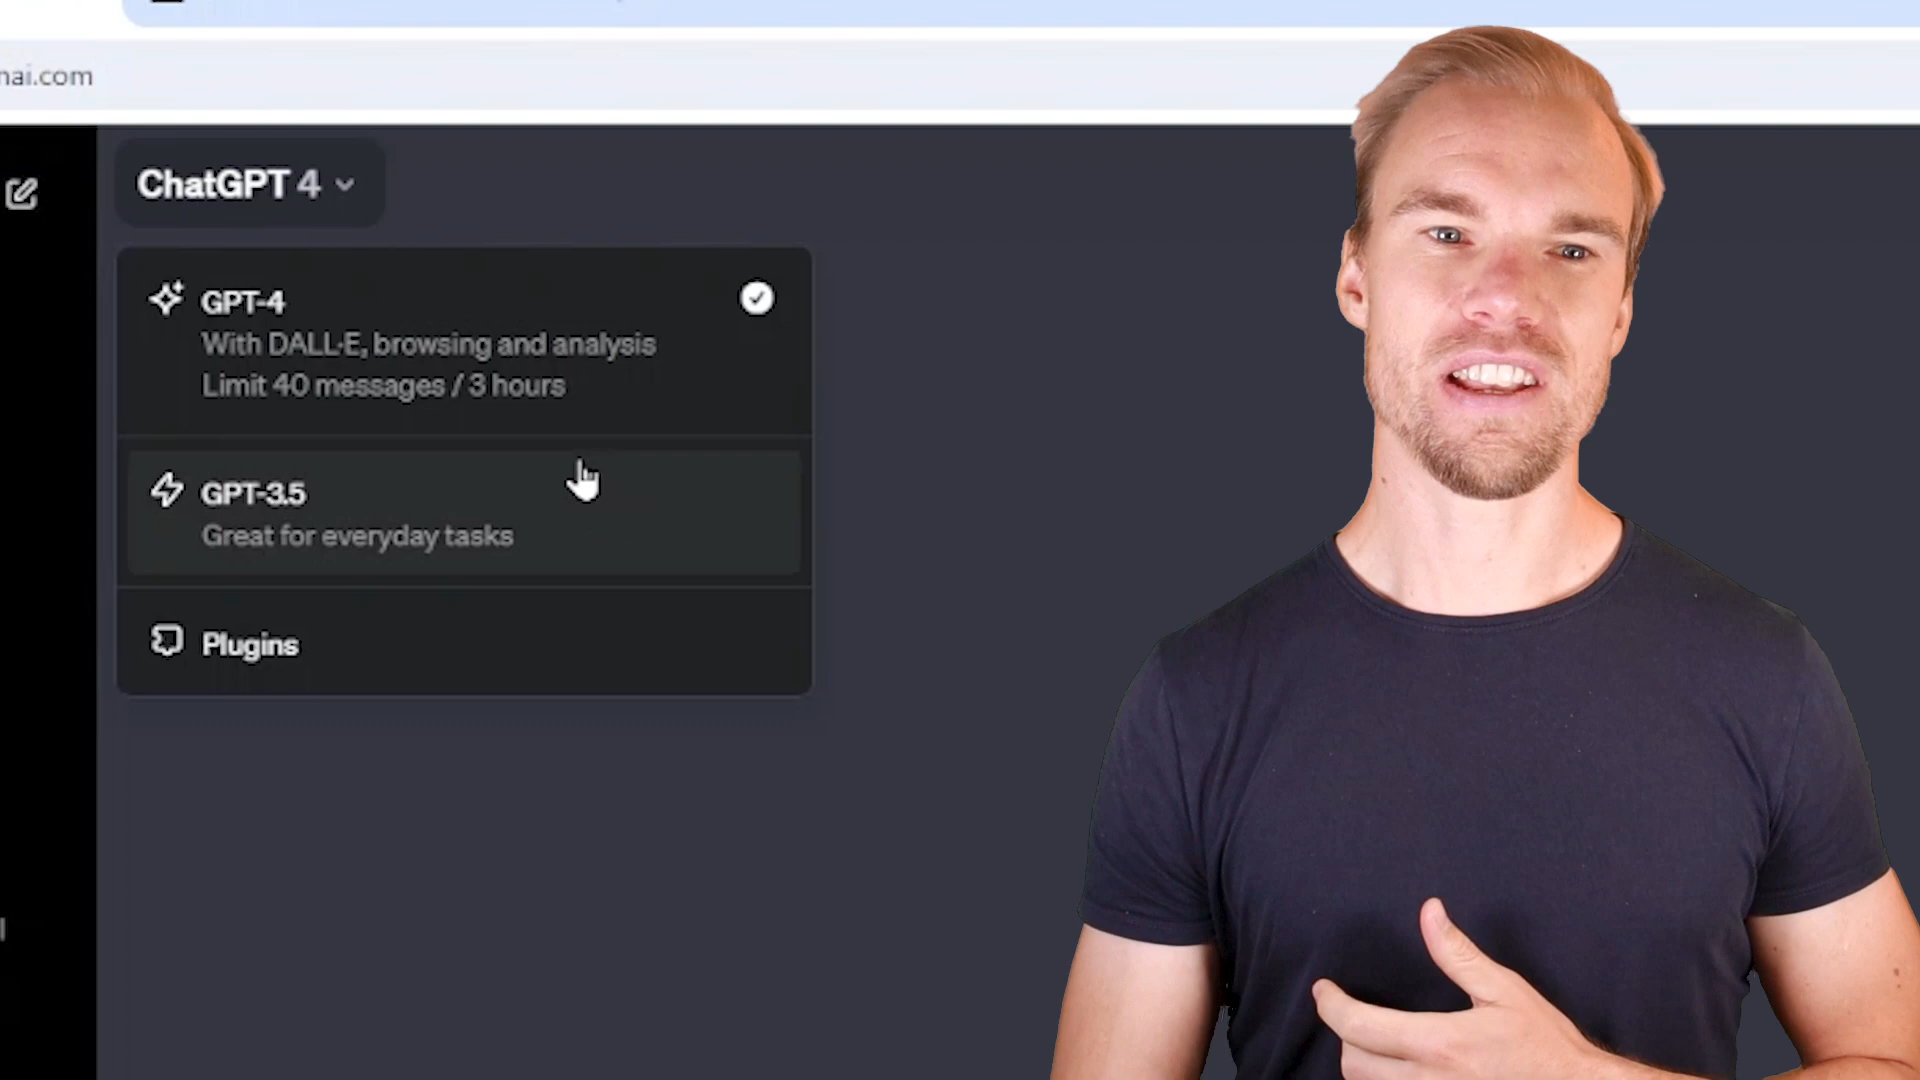 nai.com
ChatGPT 4
GPT-4
With DALL·E, browsing and analysis
Limit 40 messages / 3 hours
GPT-3.5
Great for everyday tasks
Plugins